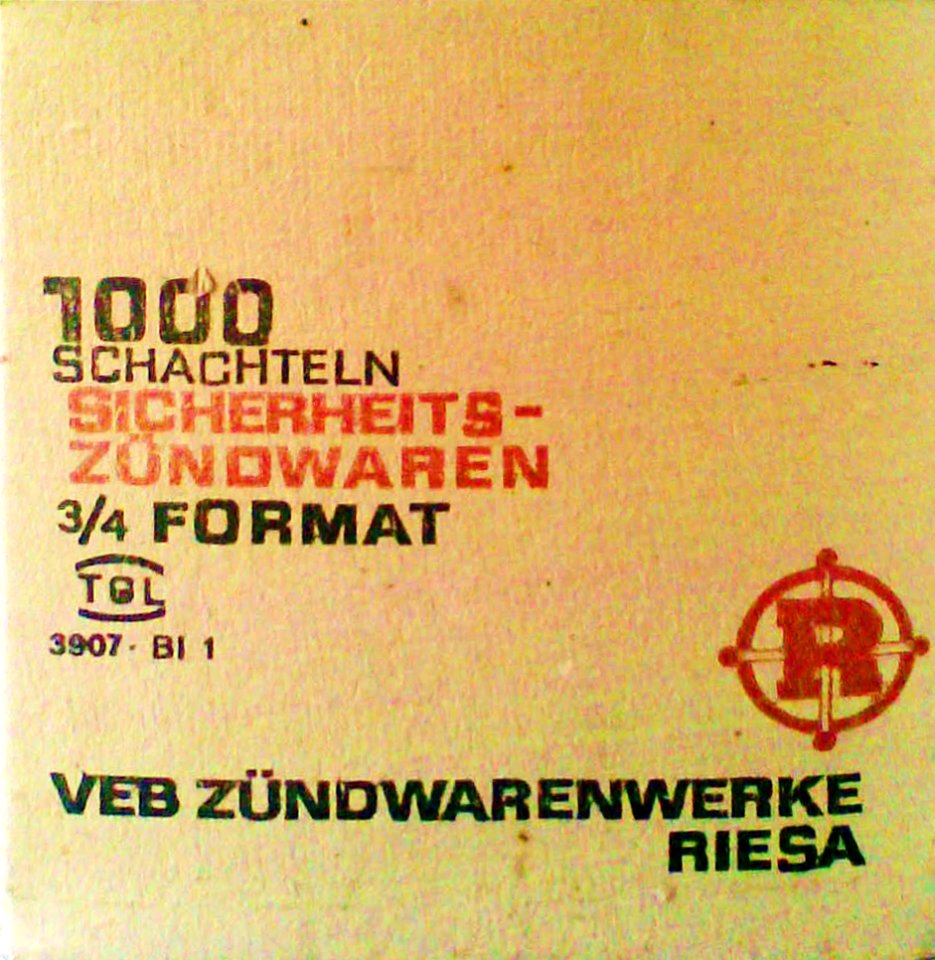 1000
SCHACHTELN
SICHERHEITS-
ZÜNDWAREN
3/4 FORMAT
TGL
3907 · Bl 1
R
VEB ZÜNDWARENWERKE
RIESA